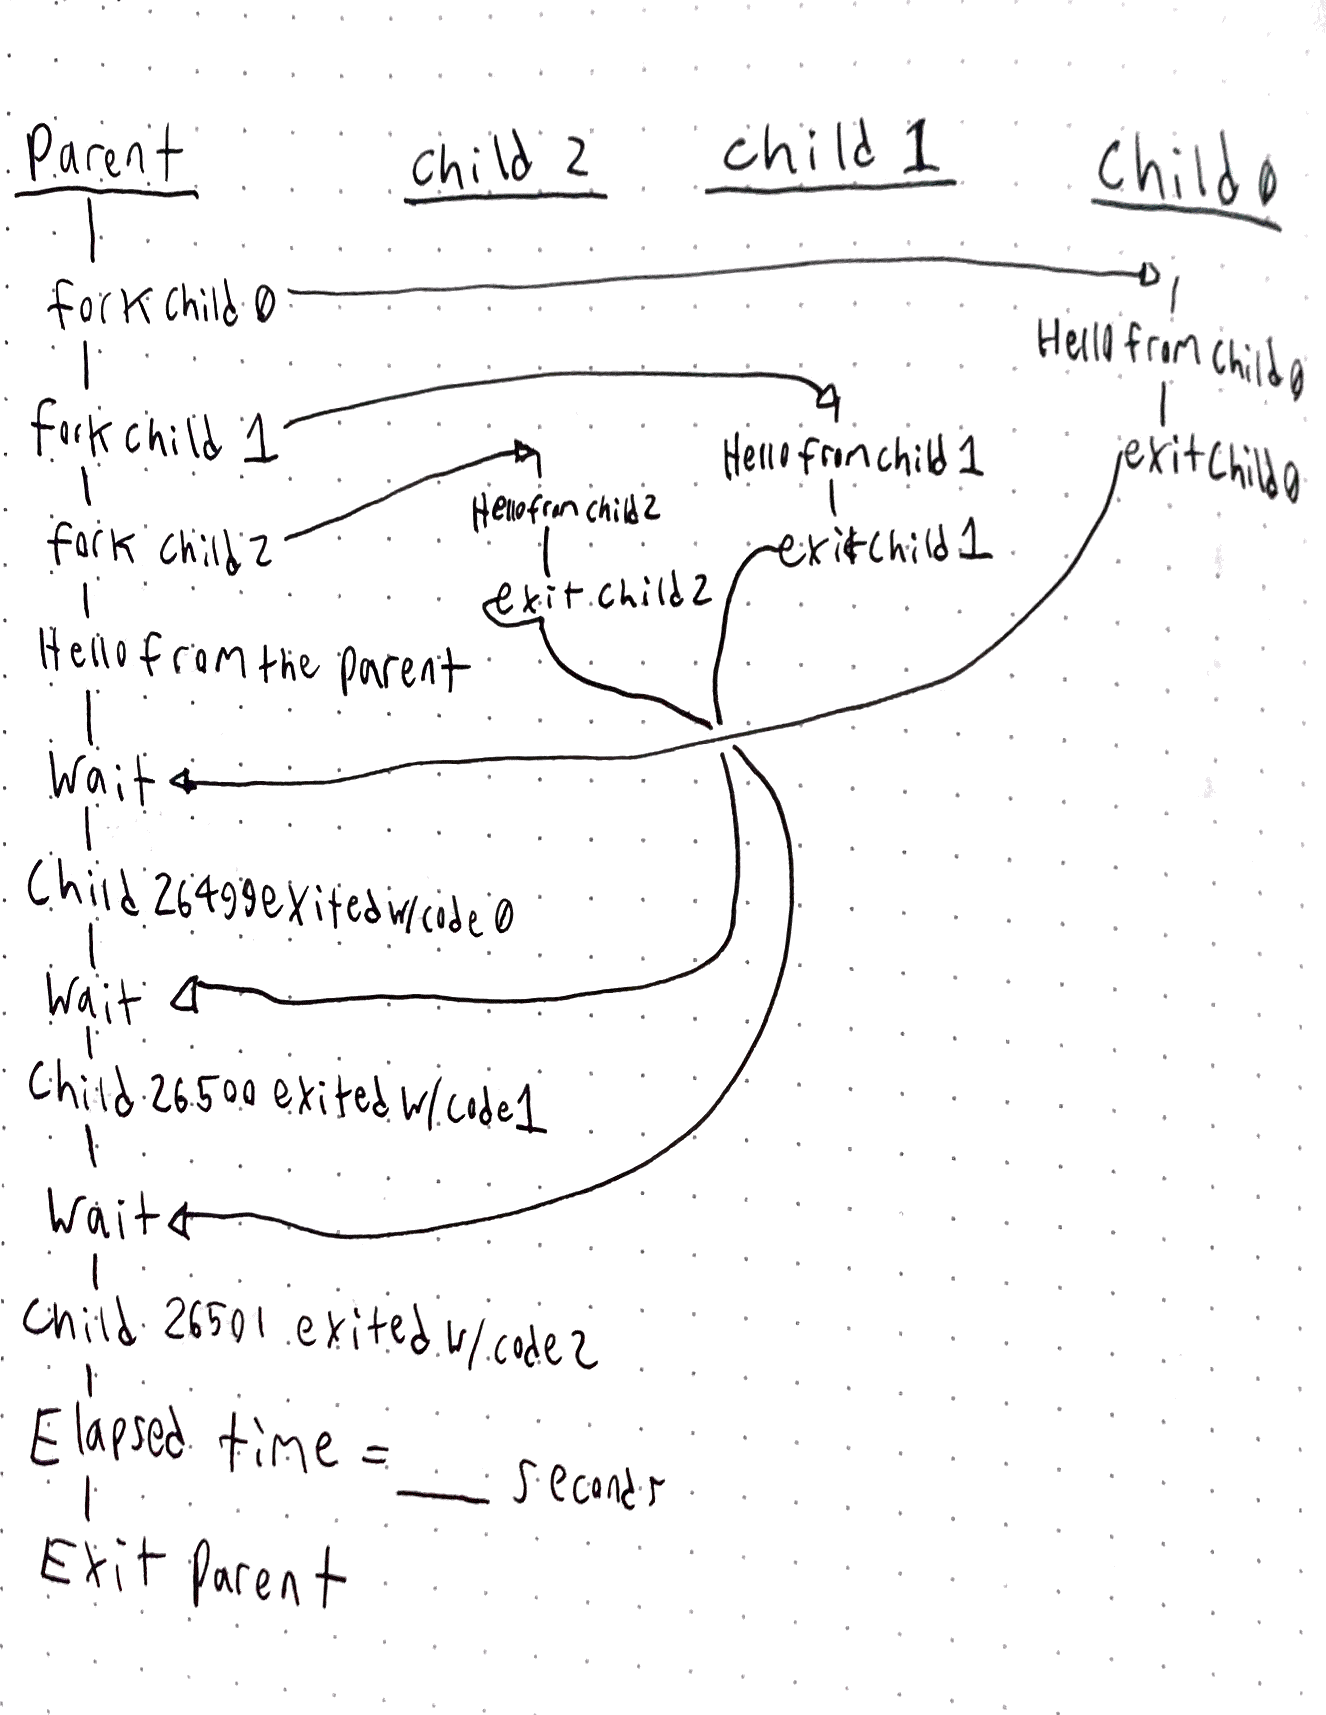 Parent
Child 2
Child 1
Child 0
fork Child 0
Hello from Child 0
fork child 1
Hello from child 1
exit Child 0
Hello from child 2
fork child 2
exit child 1
exit child 2
Hello from the parent
Wait
Child 26499 exited w/code 0
Wait
Child 26500 exited w/code 1
Wait
Child 26501 exited w/code 2
Elapsed time = ___ seconds
Exit Parent